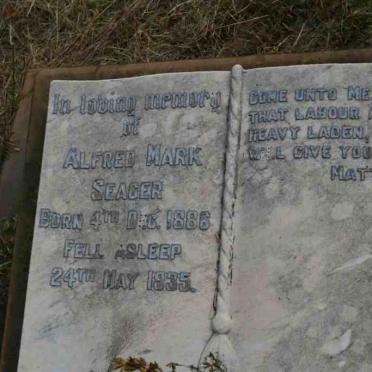 In loving memory
of
ALFRED MARK
SEAGER
BORN 4TH DEC. 1886
FELL ASLEEP
24TH MAY 1935.
COME UNTO ME
THAT LABOUR
HEAVY LADEN,
WILL GIVE YOU
MATT